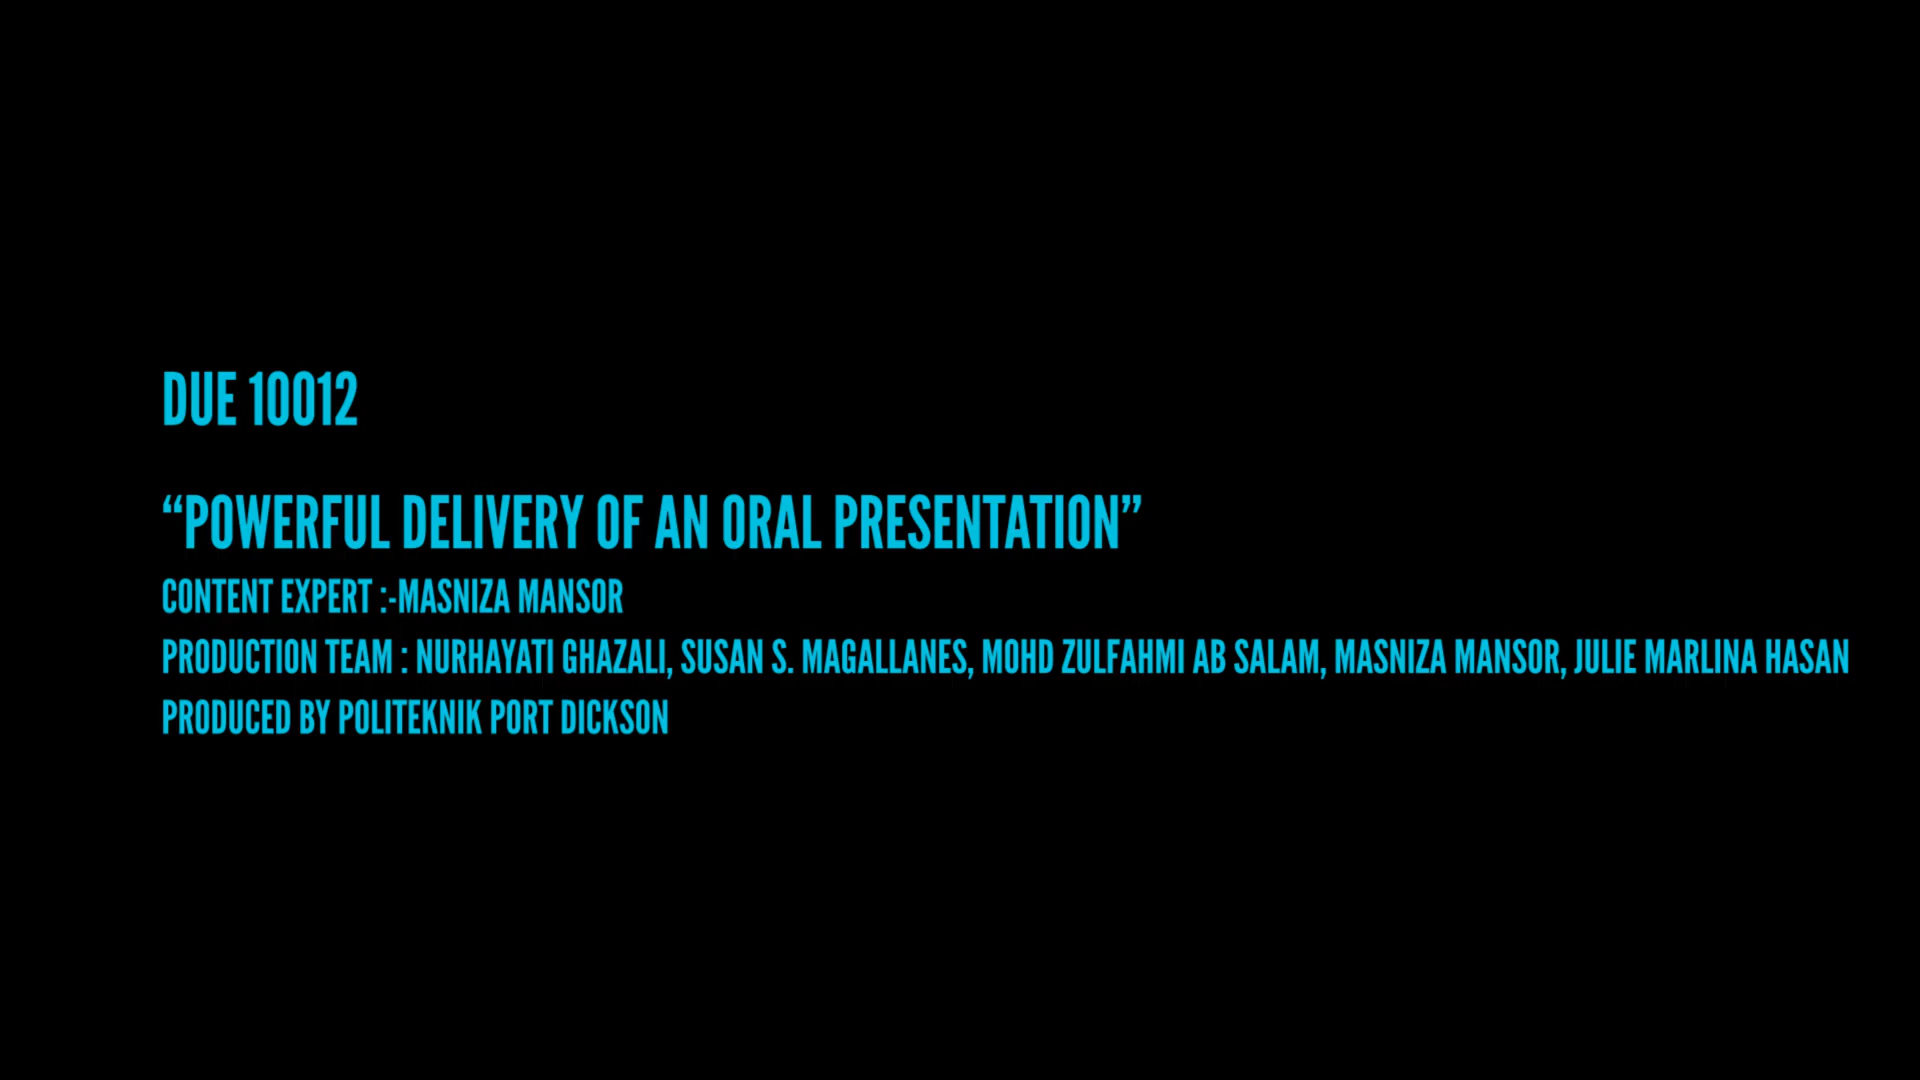 DUE 10012
“POWERFUL DELIVERY OF AN ORAL PRESENTATION”
CONTENT EXPERT :-MASNIZA MANSOR
PRODUCTION TEAM : NURHAYATI GHAZALI, SUSAN S. MAGALLANES, MOHD ZULFAHMI AB SALAM, MASNIZA MANSOR, JULIE MARLINA HASAN
PRODUCED BY POLITEKNIK PORT DICKSON